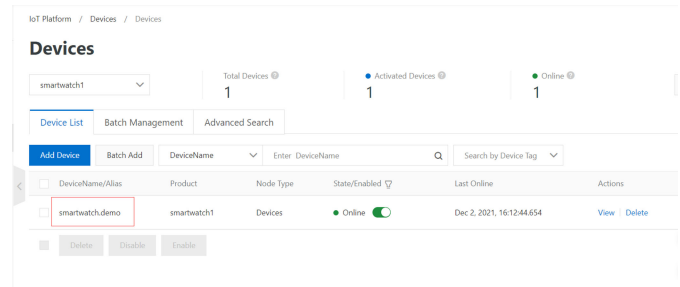 IoT Platform / Devices / Devices
Devices
smartwatch1
Total Devices
1
Activated Devices
1
Online
1
Device List Batch Management Advanced Search
Add Device Batch Add DeviceName Enter DeviceName Search by Device Tag
DeviceName/Alias Product Node Type State/Enabled Last Online Actions
smartwatch.demo smartwatch1 Devices Online Dec 2, 2021, 16:12:44.654 View Delete
Delete Disable Enable